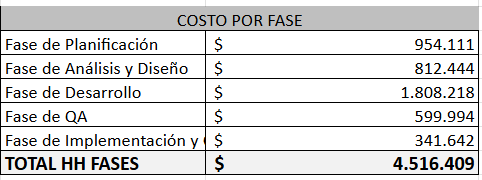 COSTO POR FASE
Fase de Planificación $ 954.111
Fase de Análisis y Diseño $ 812.444
Fase de Desarrollo $ 1.808.218
Fase de QA $ 599.994
Fase de Implementación y $ 341.642
TOTAL HH FASES $ 4.516.409